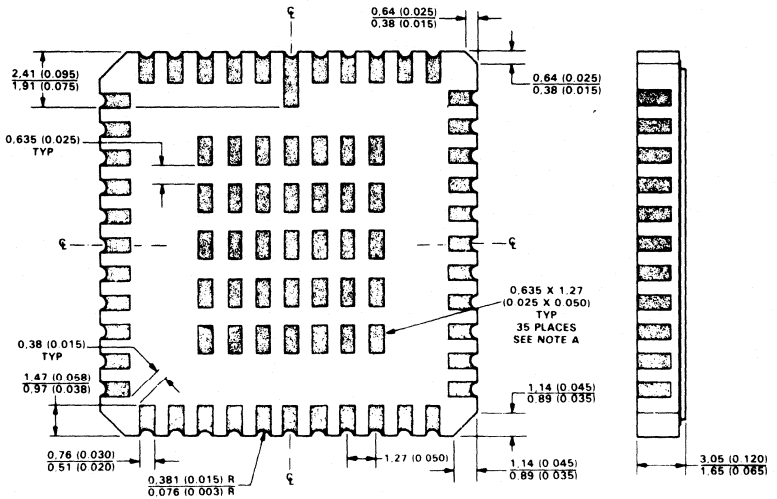 ℄
0,64 (0.025)
0,38 (0.015)
2,41 (0.095)
1,91 (0.075)
0,64 (0.025)
0,38 (0.015)
0,635 (0.025)
TYP
℄
℄
0,635 X 1,27
(0.025 X 0.050)
TYP
35 PLACES
SEE NOTE A
0,38 (0.015)
TYP
1,47 (0.058)
0,97 (0.038)
1,14 (0.045)
0,89 (0.035)
0,76 (0.030)
0,51 (0.020)
0,381 (0.015) R
0,076 (0.003) R
℄
1,27 (0.050)
1,14 (0.045)
0,89 (0.035)
3,05 (0.120)
1,65 (0.065)